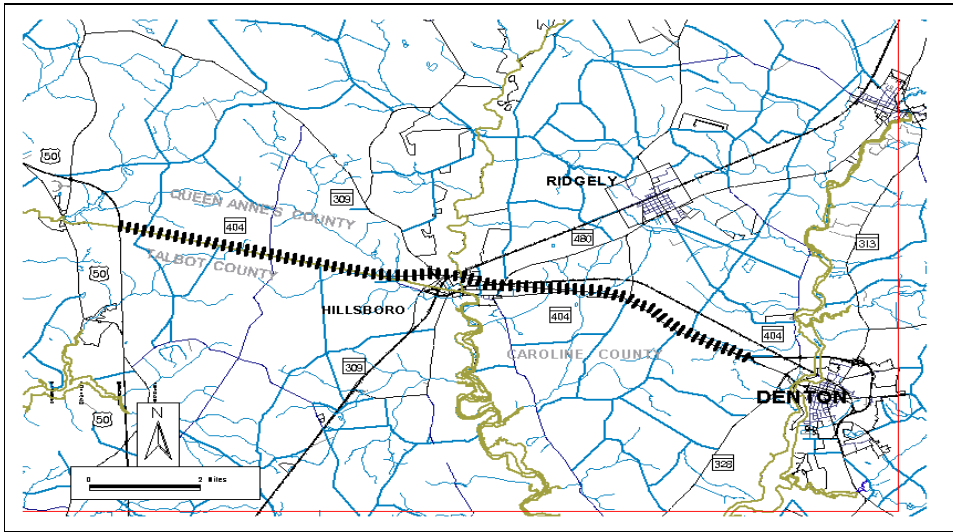 50
RIDGELY
309
QUEEN ANNE'S COUNTY
404
480
313
TALBOT COUNTY
50
HILLSBORO
404
404
CAROLINE COUNTY
309
DENTON
50
N
328
0 2 Miles